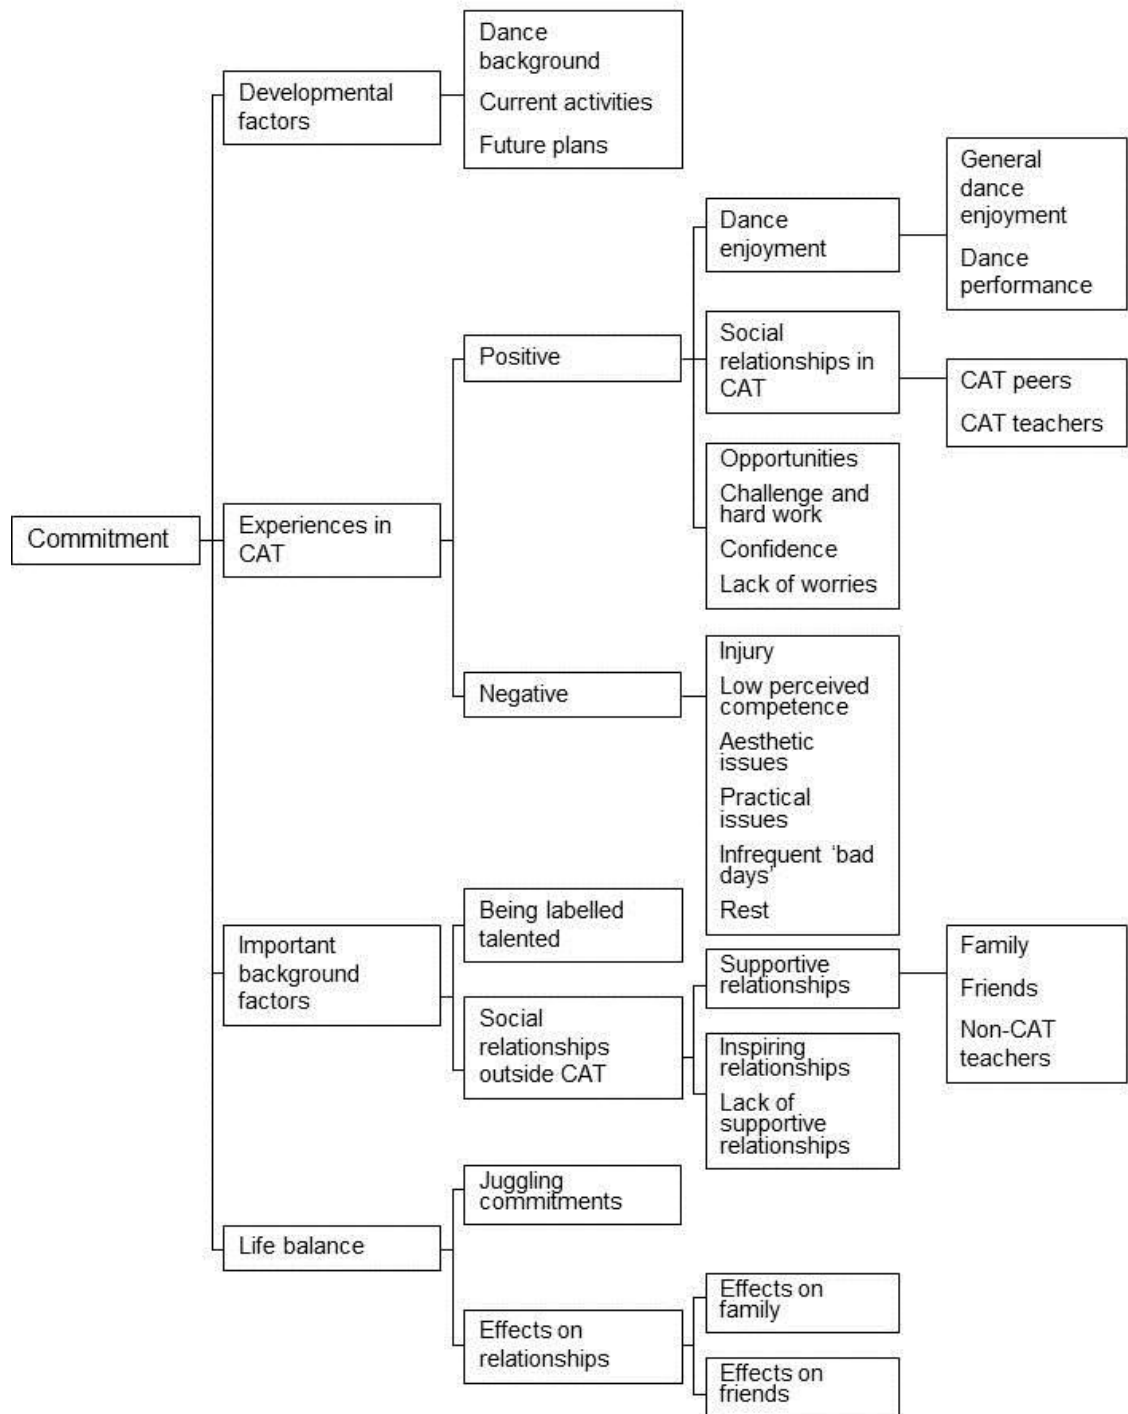 Dance
background
Current activities
Future plans
Developmental
factors
General
dance
enjoyment
Dance
performance
Dance
enjoyment
Social
relationships in
CAT
Positive
CAT peers
CAT teachers
Opportunities
Challenge and
hard work
Confidence
Lack of worries
Commitment
Experiences in
CAT
Injury
Low perceived
competence
Aesthetic
issues
Practical
issues
Infrequent ‘bad
days’
Rest
Negative
Being labelled
talented
Important
background
factors
Supportive
relationships
Family
Friends
Non-CAT
teachers
Social
relationships
outside CAT
Inspiring
relationships
Lack of
supportive
relationships
Juggling
commitments
Life balance
Effects on
family
Effects on
relationships
Effects on
friends